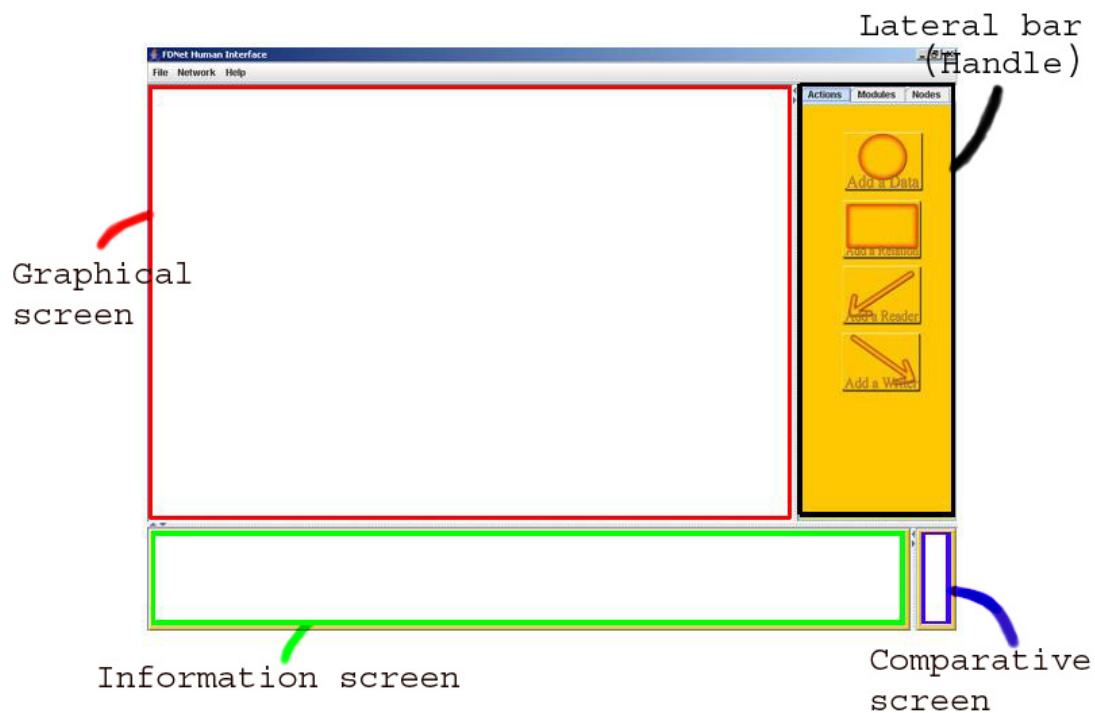 Lateral bar
(Handle)
FDNet Human Interface
File Network Help
Actions Modules Nodes
Add a Data
Add a Relation
Add a Reader
Add a Writer
Graphical
screen
Information screen
Comparative
screen